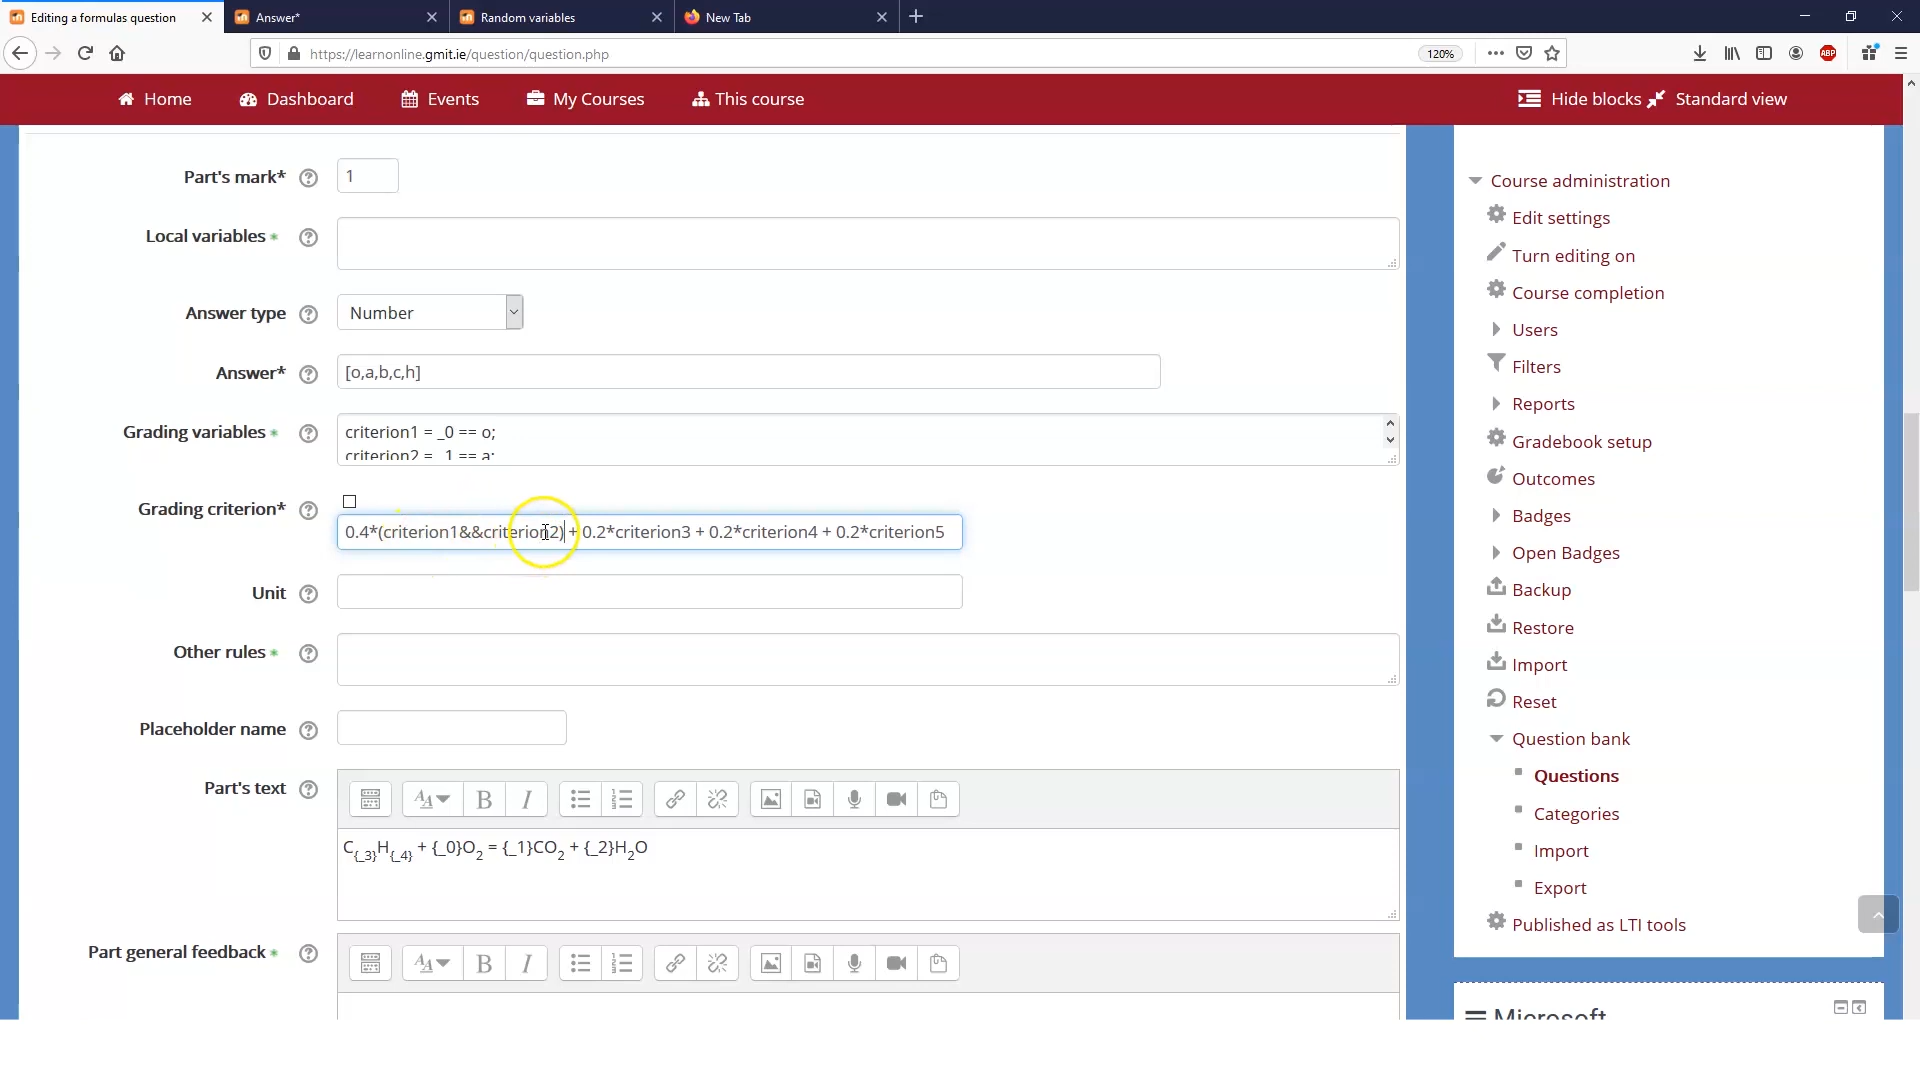 Editing a formulas question
Answer*
Random variables
New Tab
https://learnonline.gmit.ie/question/question.php
120%
ABP
Home
Dashboard
Events
My Courses
This course
Hide blocks
Standard view
Part's mark*
1
Local variables
Answer type
Number
Answer*
[o,a,b,c,h]
Grading variables
criterion1 = _0 == o;
criterion2 = _1 == a;
Grading criterion*
0.4*(criterion1&&criterion2) + 0.2*criterion3 + 0.2*criterion4 + 0.2*criterion5
Unit
Other rules
Placeholder name
Part's text
C{_3}H{_4} + {_0}O2 = {_1}CO2 + {_2}H2O
Part general feedback
Course administration
Edit settings
Turn editing on
Course completion
Users
Filters
Reports
Gradebook setup
Outcomes
Badges
Open Badges
Backup
Restore
Import
Reset
Question bank
Questions
Categories
Import
Export
Published as LTI tools
Microsoft